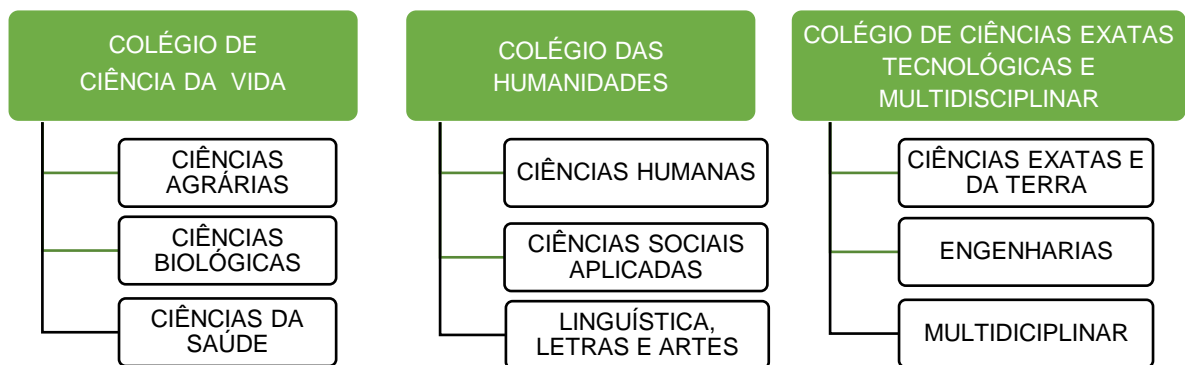 COLÉGIO DE
CIÊNCIA DA VIDA
CIÊNCIAS
AGRÁRIAS
CIÊNCIAS
BIOLÓGICAS
CIÊNCIAS DA
SAÚDE
COLÉGIO DAS
HUMANIDADES
CIÊNCIAS HUMANAS
CIÊNCIAS SOCIAIS
APLICADAS
LINGUÍSTICA,
LETRAS E ARTES
COLÉGIO DE CIÊNCIAS EXATAS
TECNOLÓGICAS E
MULTIDISCIPLINAR
CIÊNCIAS EXATAS E
DA TERRA
ENGENHARIAS
MULTIDICIPLINAR